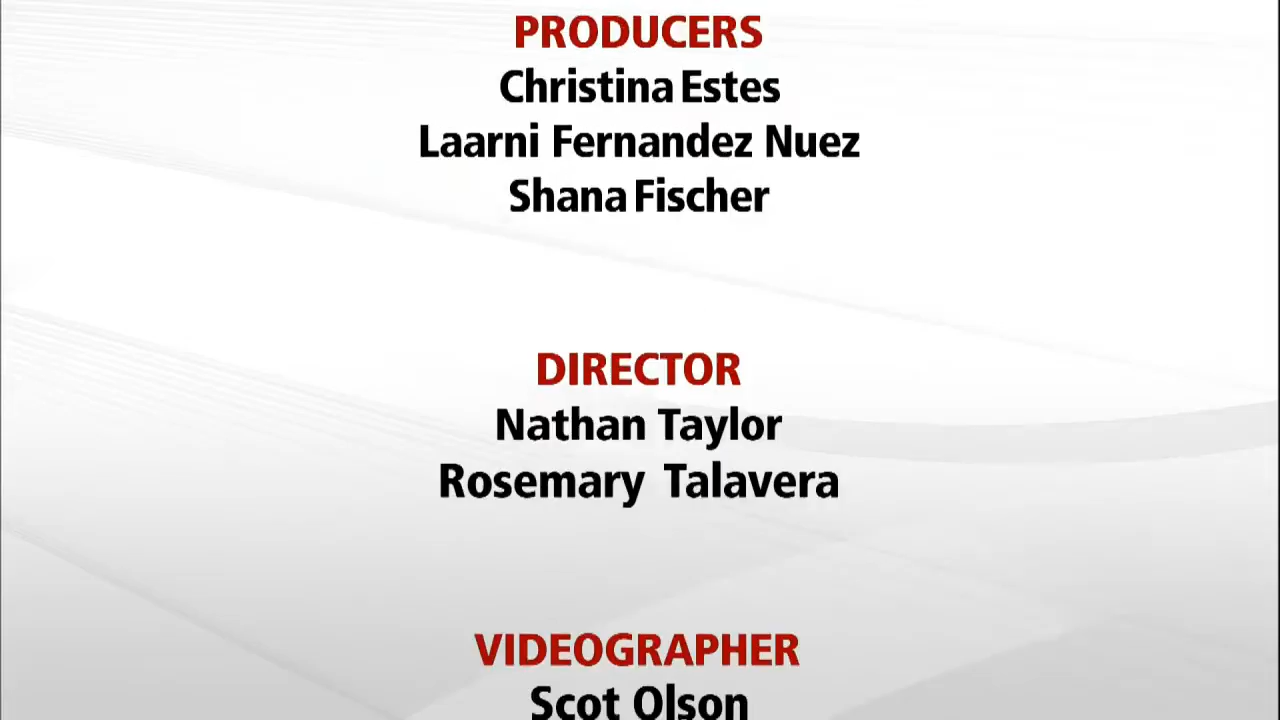 PRODUCERS
Christina Estes
Laarni Fernandez Nuez
Shana Fischer
DIRECTOR
Nathan Taylor
Rosemary Talavera
VIDEOGRAPHER
Scot Olson